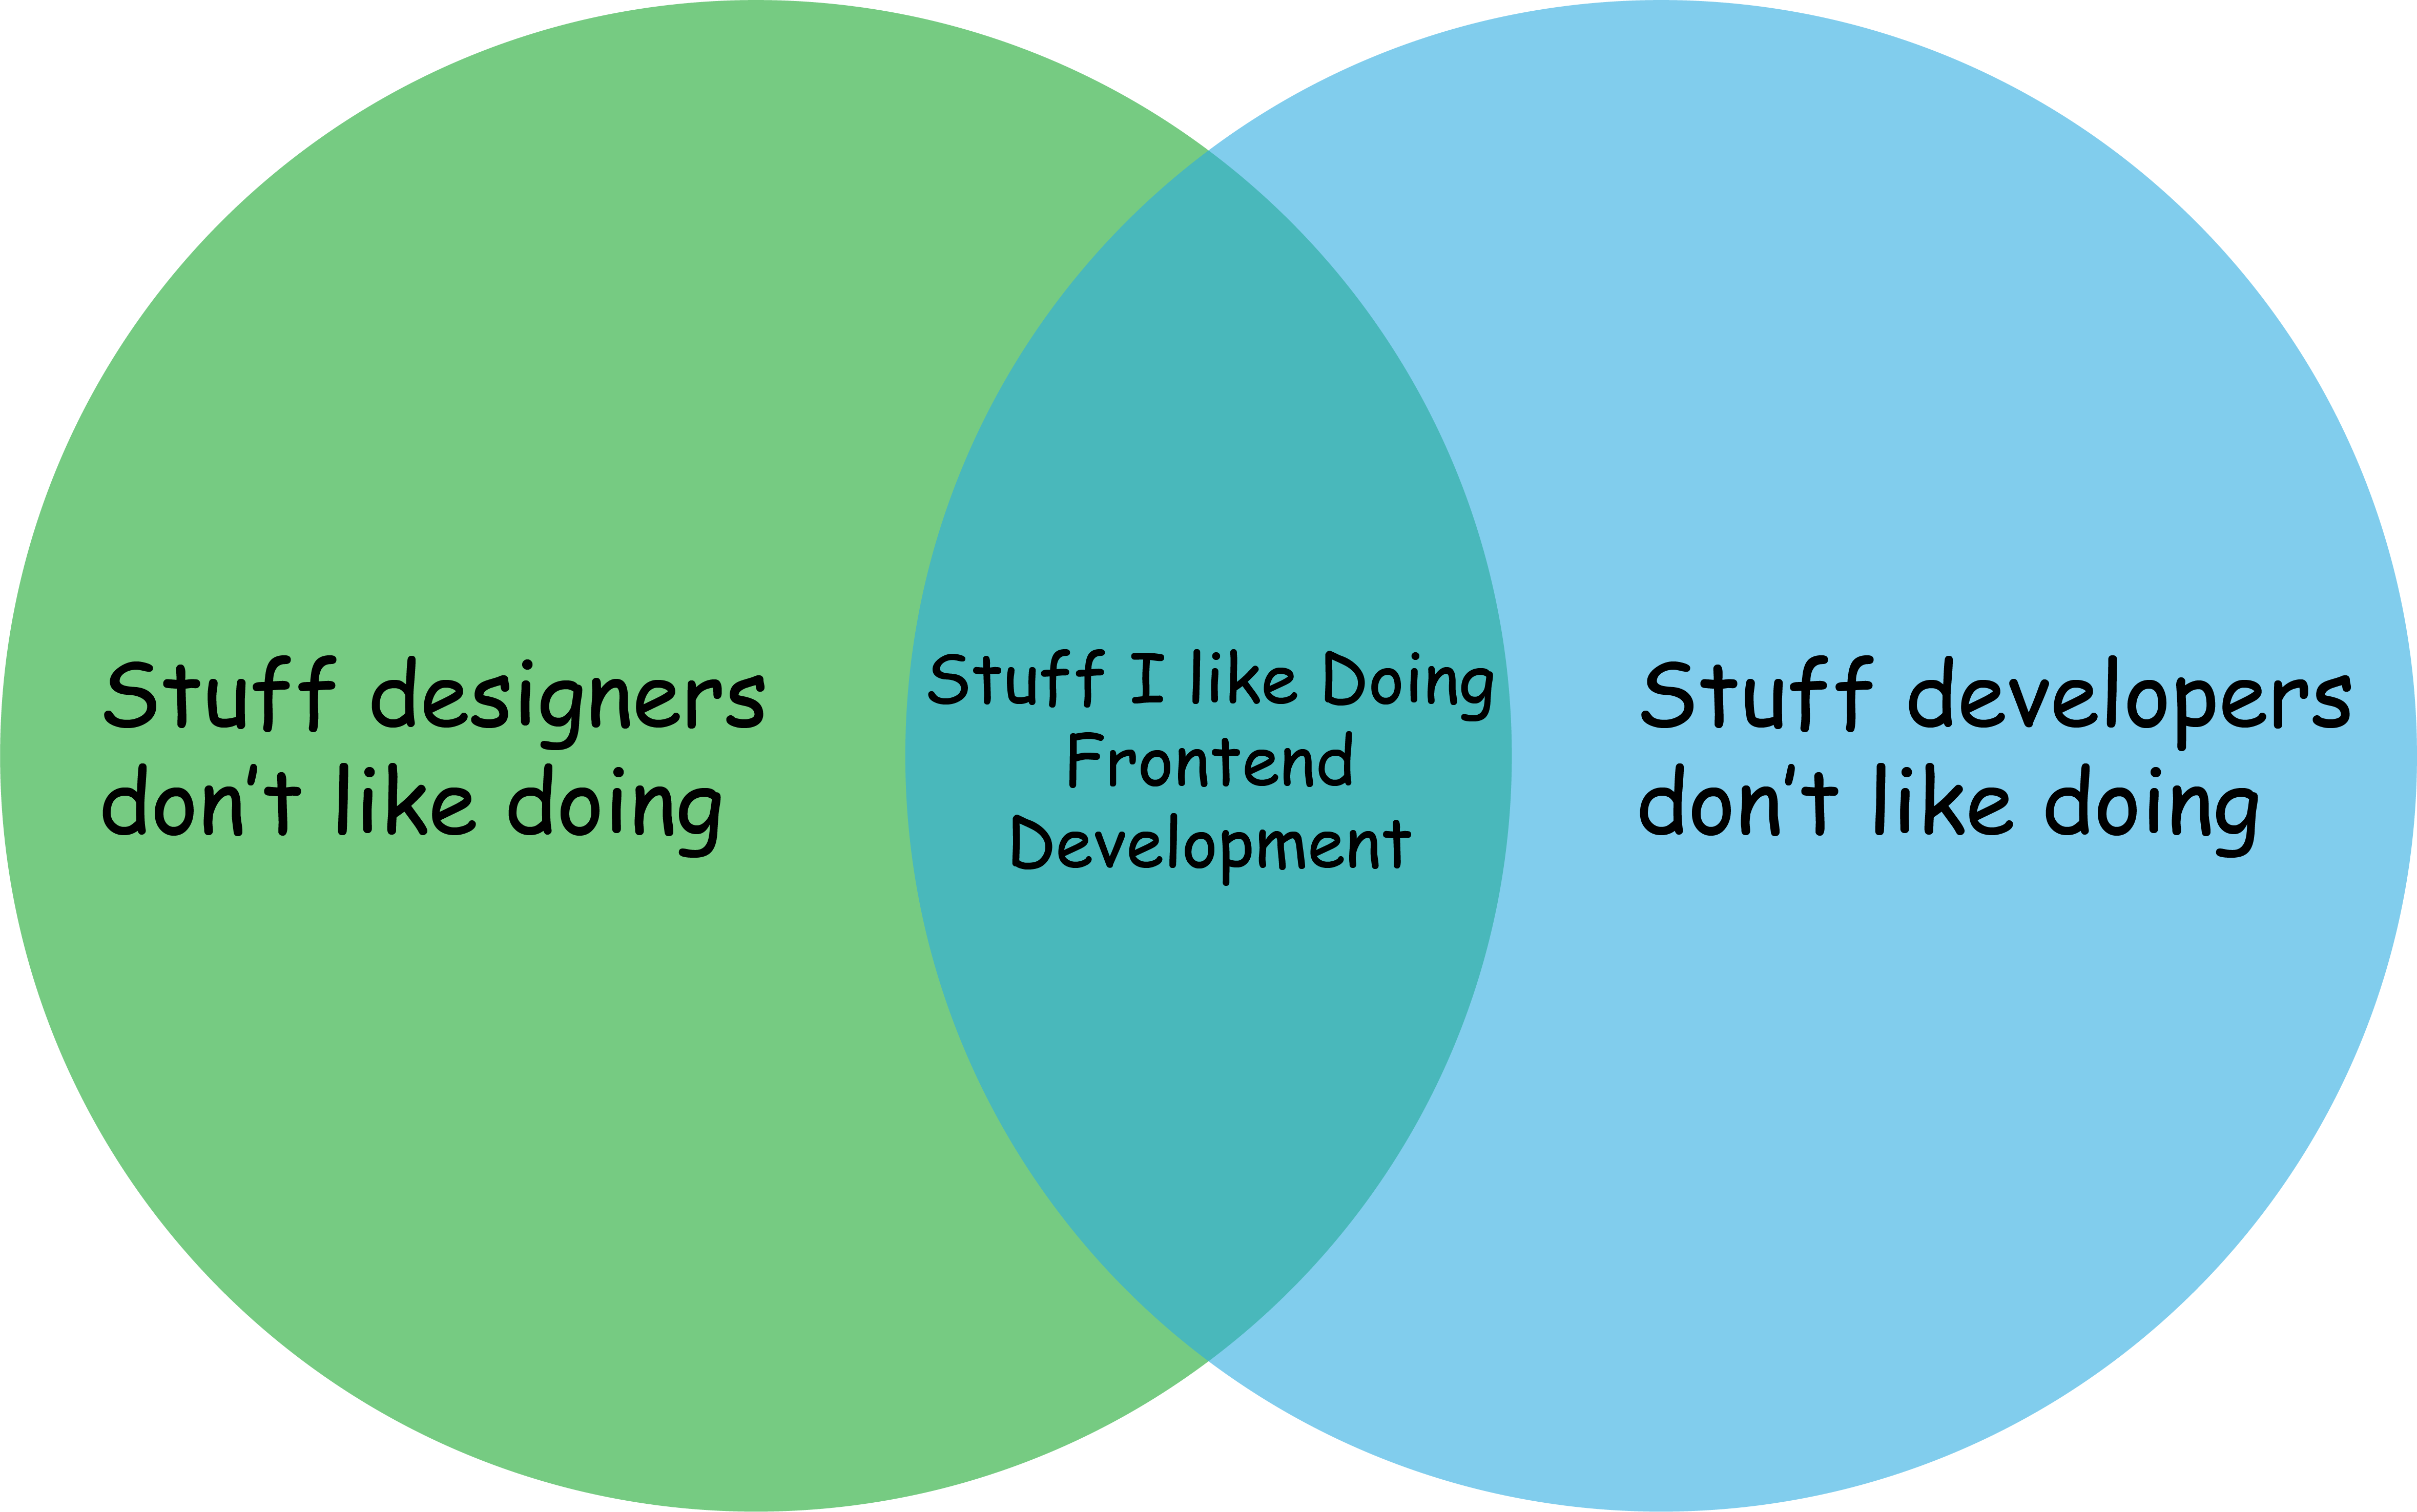 Stuff designers
don't like doing
Stuff I like Doing
Frontend
Development
Stuff developers
don't like doing